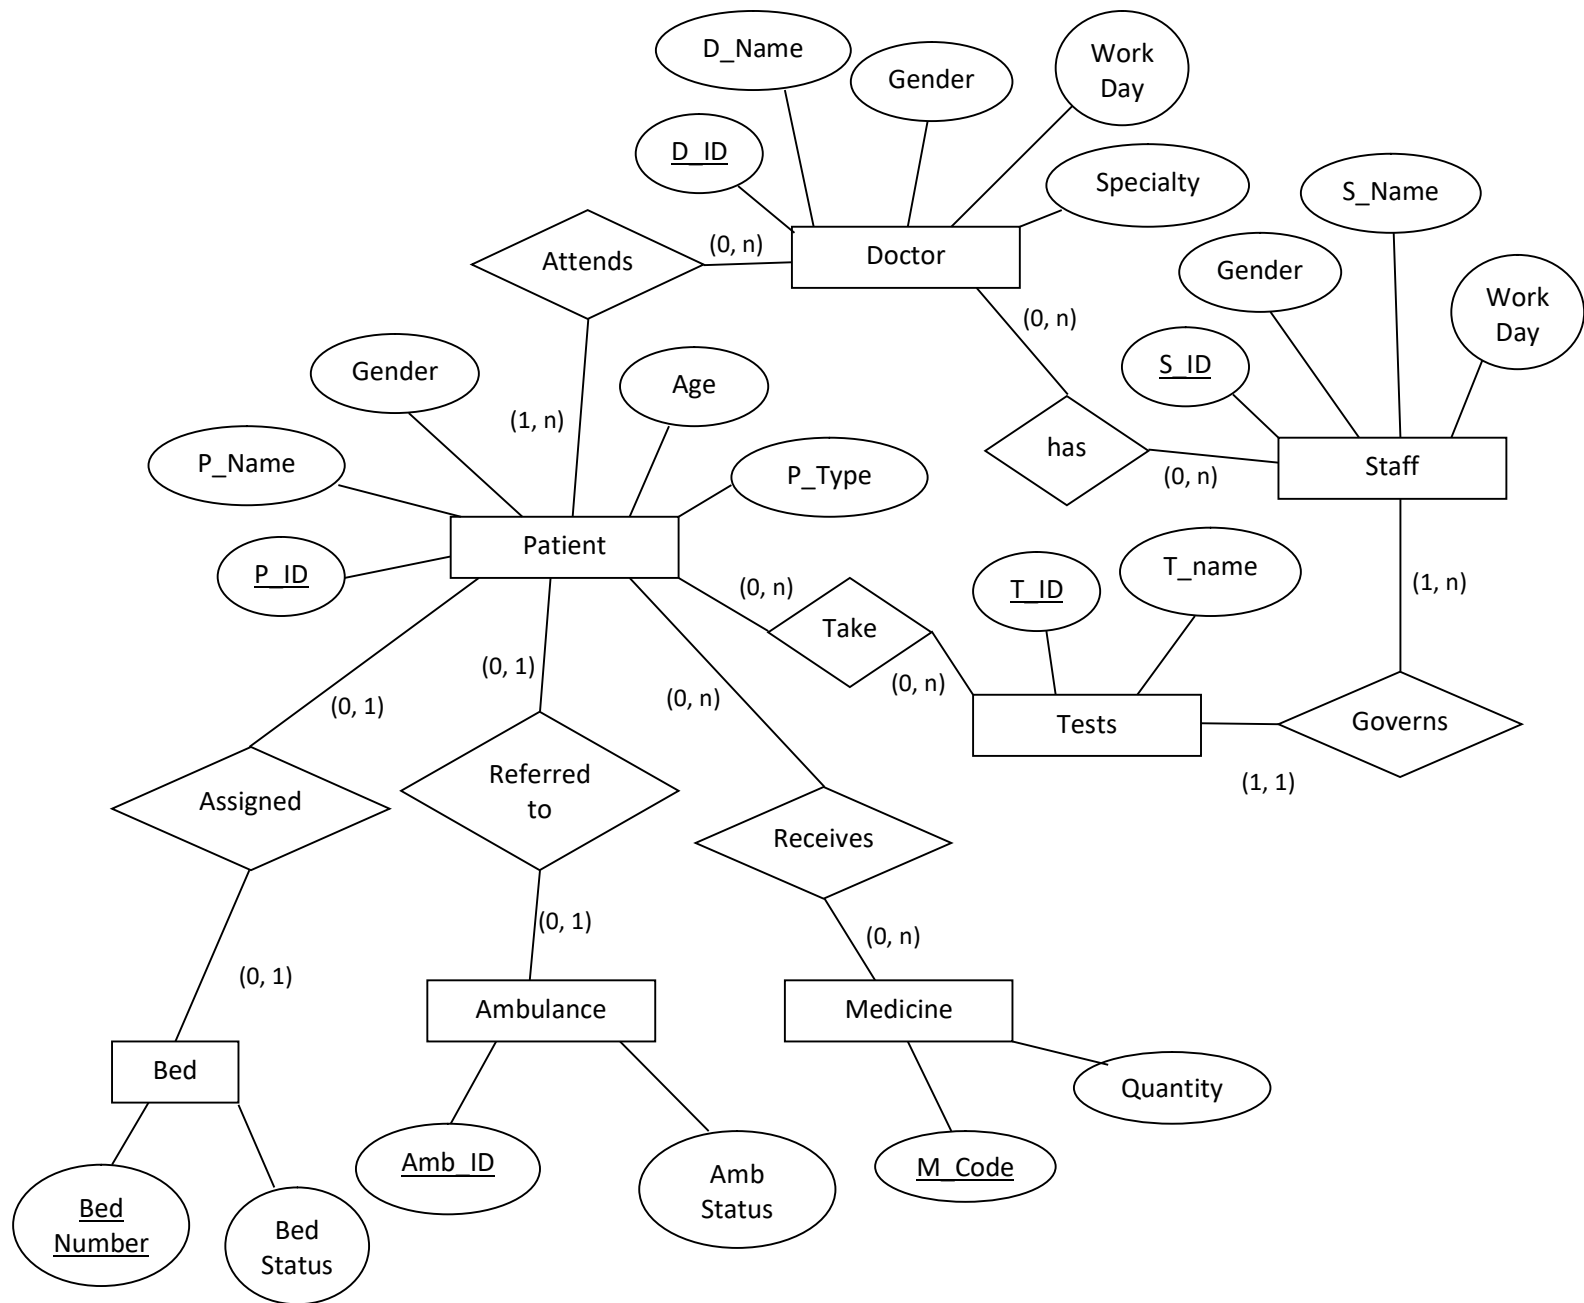 D_Name
Gender
Work
Day
D_ID
Specialty
S_Name
Attends
(0, n)
Doctor
Gender
Work
Day
(0, n)
S_ID
Gender
Age
(1, n)
has
Staff
(0, n)
P_Name
P_Type
Patient
P_ID
(0, n)
T_ID
T_name
(1, n)
Take
(0, 1)
(0, 1)
(0, n)
(0, n)
Tests
Governs
(1, 1)
Assigned
Referred
to
Receives
(0, 1)
(0, 1)
(0, n)
Bed
Ambulance
Medicine
Quantity
Amb_ID
Amb
Status
M_Code
Bed
Number
Bed
Status